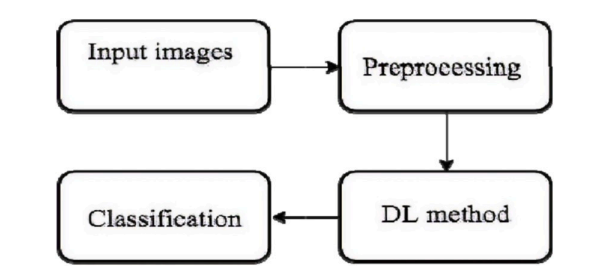 Input images
Preprocessing
DL method
Classification